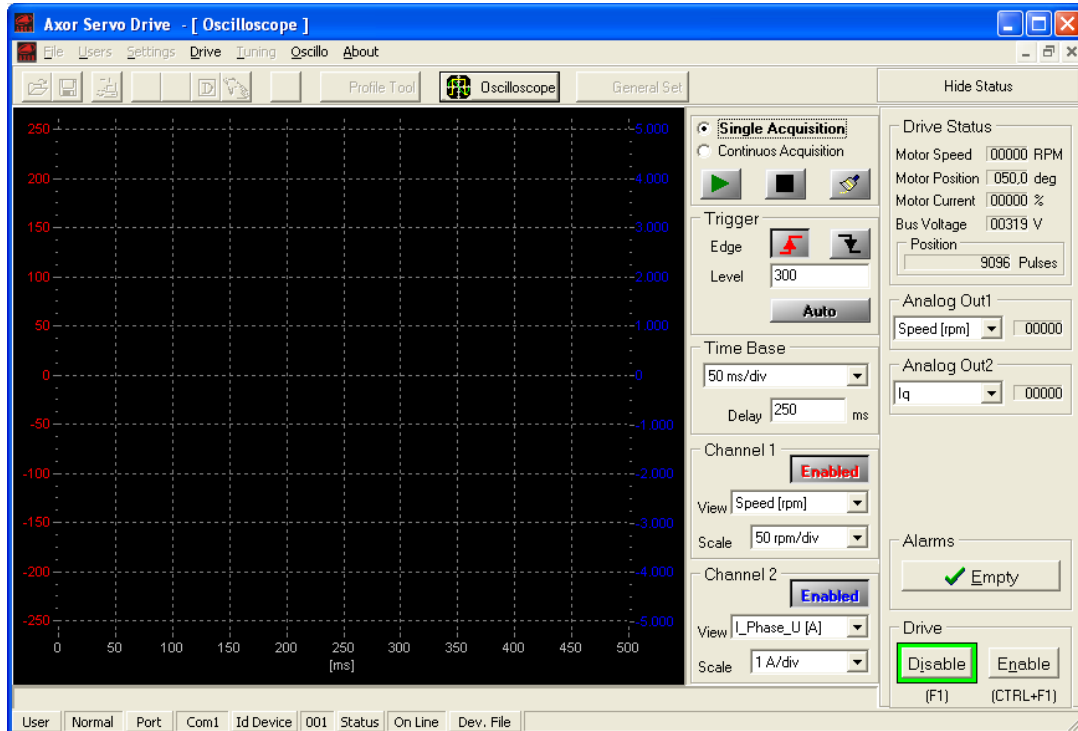 Axor Servo Drive - [ Oscilloscope ]
File Users Settings Drive Tuning Oscillo About
Profile Tool Oscilloscope General Set Hide Status
250
200
150
100
50
0
-50
-100
-150
-200
-250
5.000
4.000
3.000
2.000
1.000
0
-1.000
-2.000
-3.000
-4.000
-5.000
0 50 100 150 200 250 300 350 400 450 500
[ms]
Single Acquisition
Continuos Acquisition
Trigger
Edge
Level 300
Auto
Time Base
50 ms/div
Delay 250 ms
Channel 1
Enabled
View Speed [rpm]
Scale 50 rpm/div
Channel 2
Enabled
View I_Phase_U [A]
Scale 1 A/div
Drive Status
Motor Speed 00000 RPM
Motor Position 050,0 deg
Motor Current 00000 %
Bus Voltage 00319 V
Position
9096 Pulses
Analog Out1
Speed [rpm] 00000
Analog Out2
Iq 00000
Alarms
Empty
Drive
Disable Enable
(F1) (CTRL+F1)
User Normal Port Com1 Id Device 001 Status On Line Dev. File